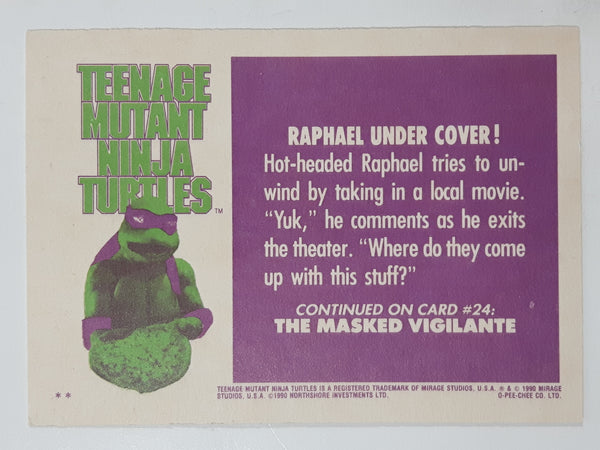 TEENAGE
MUTANT
NINJA
TURTLES™
RAPHAEL UNDER COVER!
Hot-headed Raphael tries to un-
wind by taking in a local movie.
“Yuk,” he comments as he exits
the theater. “Where do they come
up with this stuff?”
CONTINUED ON CARD #24:
THE MASKED VIGILANTE
TEENAGE MUTANT NINJA TURTLES IS A REGISTERED TRADEMARK OF MIRAGE STUDIOS, U.S.A. ® & © 1990 MIRAGE
STUDIOS, U.S.A. ©1990 NORTHSHORE INVESTMENTS LTD. O-PEE-CHEE CO. LTD.
* *